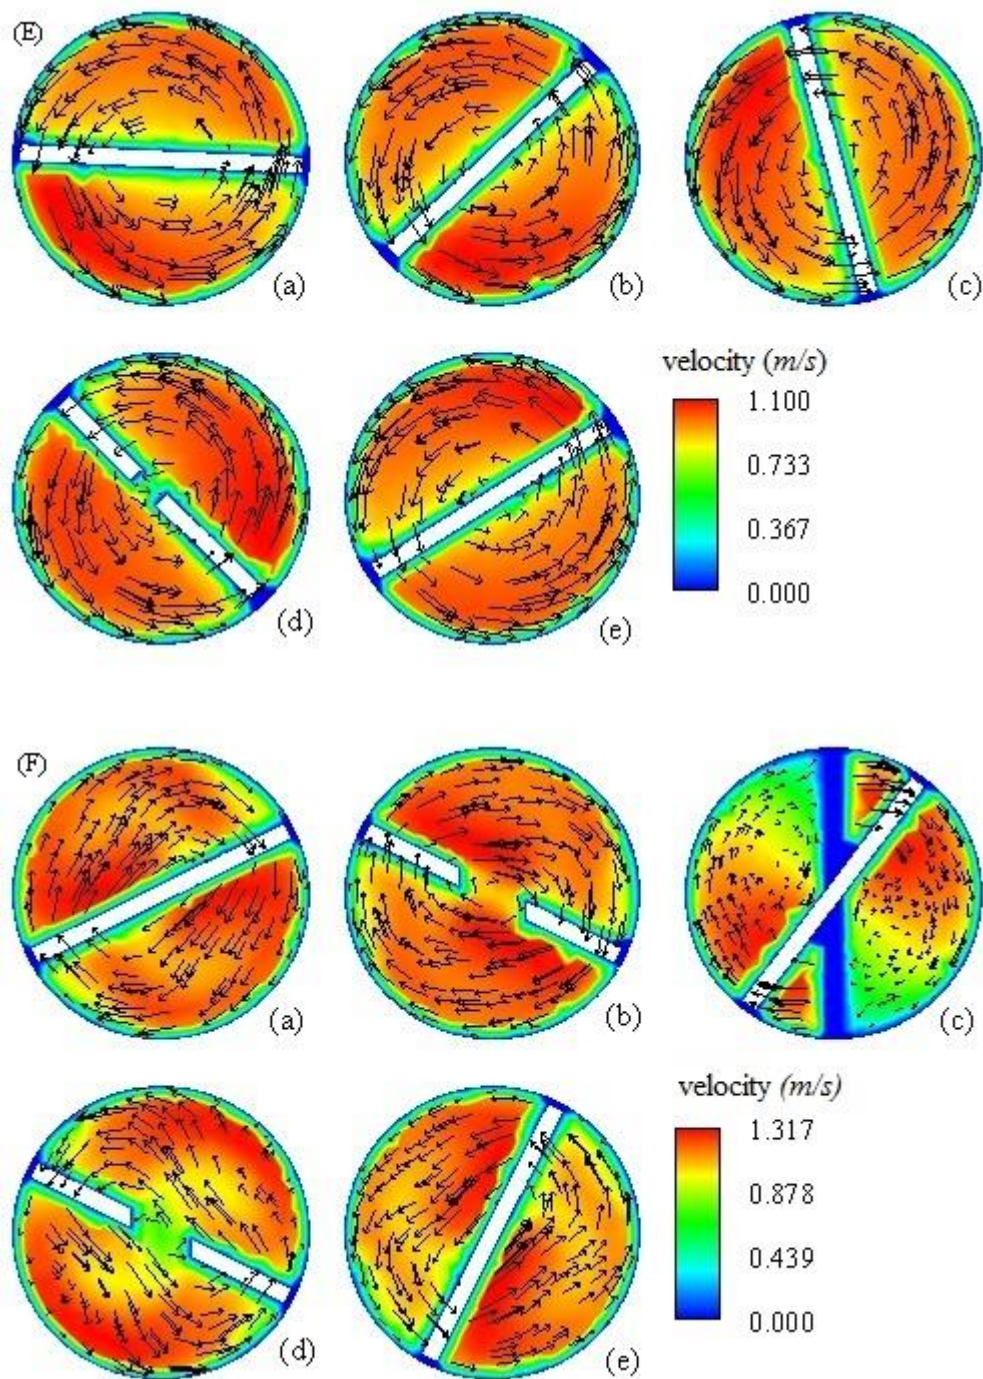 (E)
(a)
(b)
(c)
velocity (m/s)
1.100
0.733
0.367
0.000
(d)
(e)
(F)
(a)
(b)
(c)
velocity (m/s)
1.317
0.878
0.439
0.000
(d)
(e)